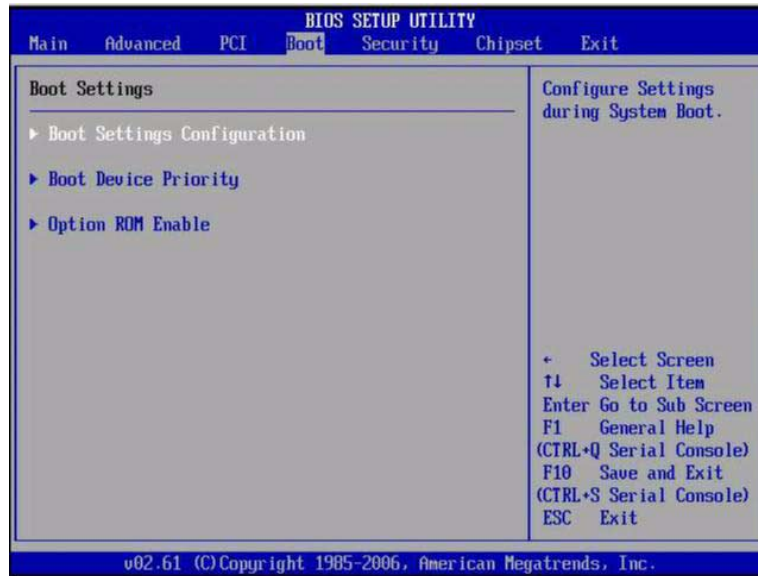 BIOS SETUP UTILITY
Main Advanced PCI Boot Security Chipset Exit
Boot Settings
▶ Boot Settings Configuration
▶ Boot Device Priority
▶ Option ROM Enable
Configure Settings
during System Boot.
← Select Screen
↑↓ Select Item
Enter Go to Sub Screen
F1 General Help
(CTRL+Q Serial Console)
F10 Save and Exit
(CTRL+S Serial Console)
ESC Exit
v02.61 (C)Copyright 1985-2006, American Megatrends, Inc.